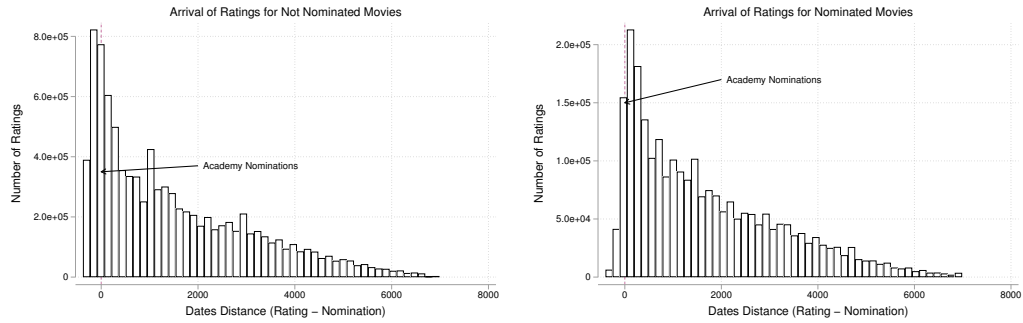 Arrival of Ratings for Not Nominated Movies
8.0e+05
6.0e+05
4.0e+05
2.0e+05
0
Number of Ratings
Academy Nominations
0
2000
4000
6000
8000
Dates Distance (Rating − Nomination)
Arrival of Ratings for Nominated Movies
2.0e+05
1.5e+05
1.0e+05
5.0e+04
0
Number of Ratings
Academy Nominations
0
2000
4000
6000
8000
Dates Distance (Rating − Nomination)